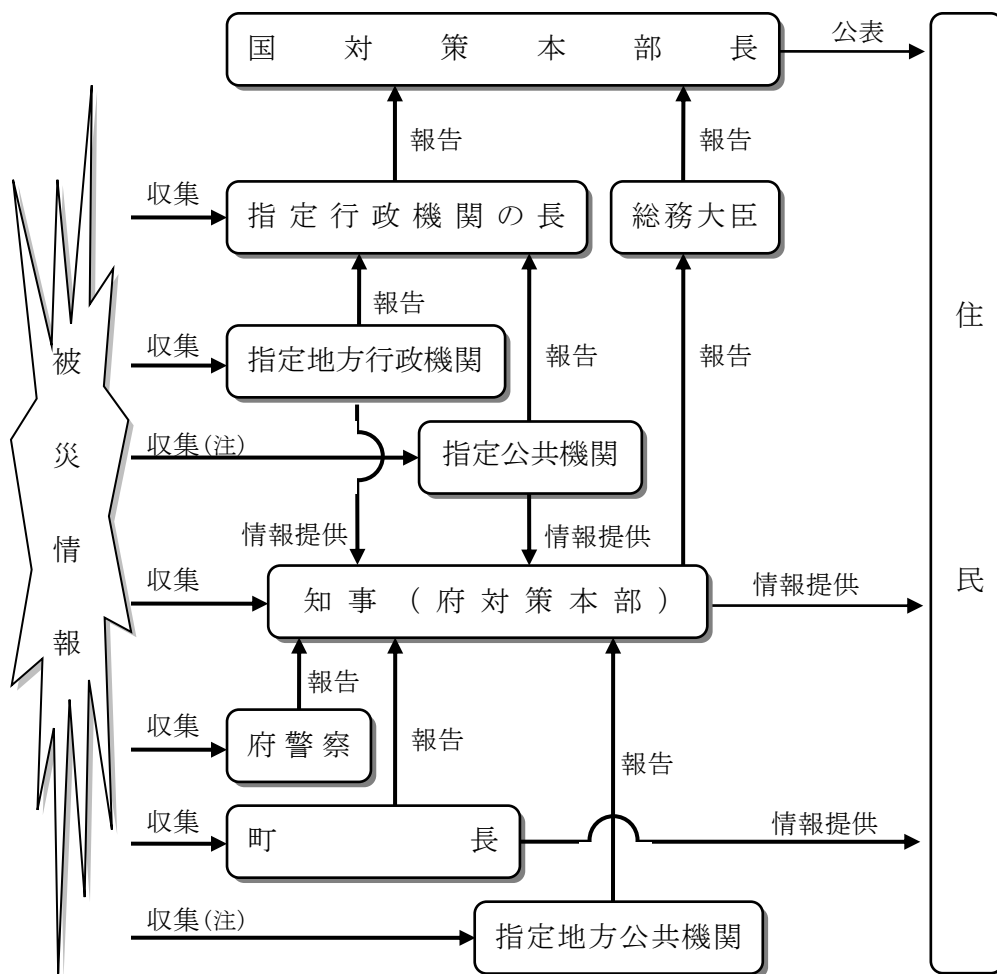 国対策本部長
公表
報告
報告
収集
指定行政機関の長
総務大臣
報告
住民
被災情報
収集
指定地方行政機関
報告
報告
収集(注)
指定公共機関
情報提供
情報提供
収集
知事(府対策本部)
情報提供
報告
収集
府警察
報告
報告
収集
町長
情報提供
収集(注)
指定地方公共機関